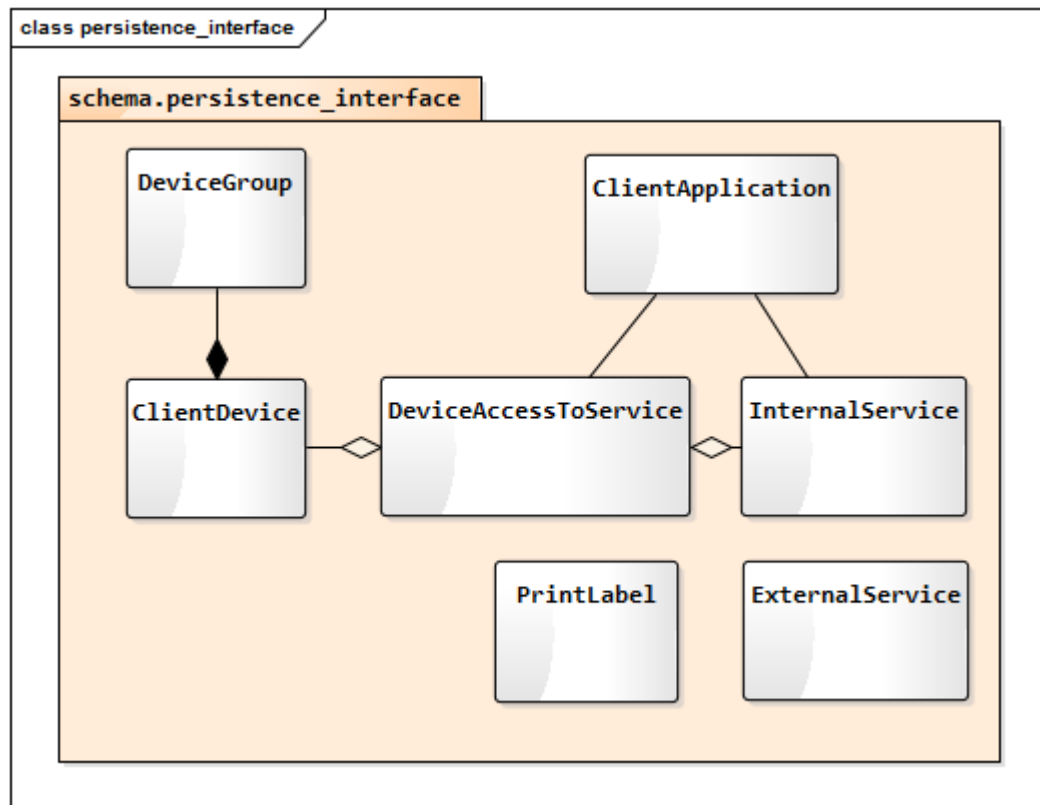 class persistence_interface
schema.persistence_interface
DeviceGroup
ClientApplication
ClientDevice
DeviceAccessToService
InternalService
PrintLabel
ExternalService